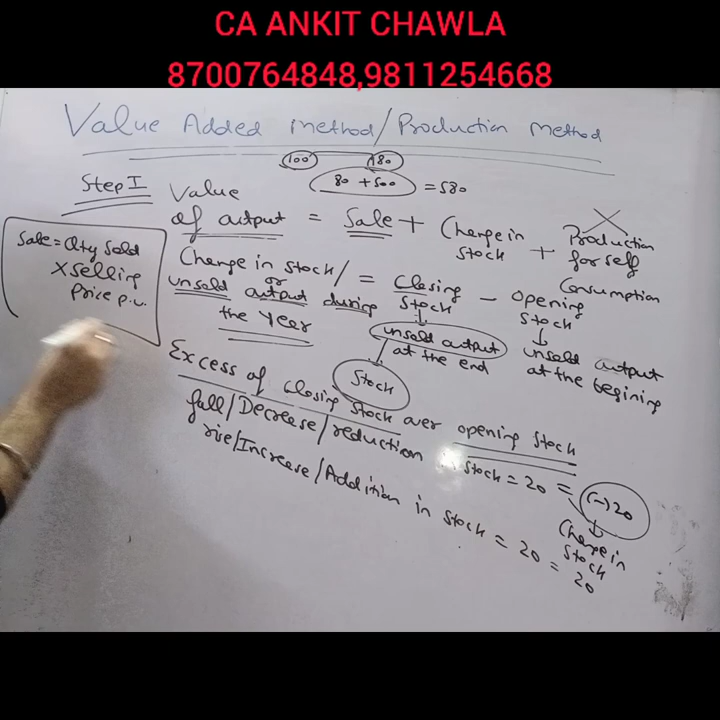 CA ANKIT CHAWLA
8700764848,9811254668
Value Added Method/Production Method
100 180
80 + 500 = 580
Step I
Value
of output = Sale + Change in Stock + Production for self Consumption
Sale = Qty Sold
× Selling
Price p.u.
Change in Stock/ = Closing Stock - Opening Stock
or
unsold output during
the Year
unsold output
at the end
unsold output
at the begining
Stock
Excess of Closing Stock over opening Stock
fall/Decrease/reduction in Stock = 20 = (-) 20
rise/Increase/Addition in Stock = 20 = 20
Change in
Stock